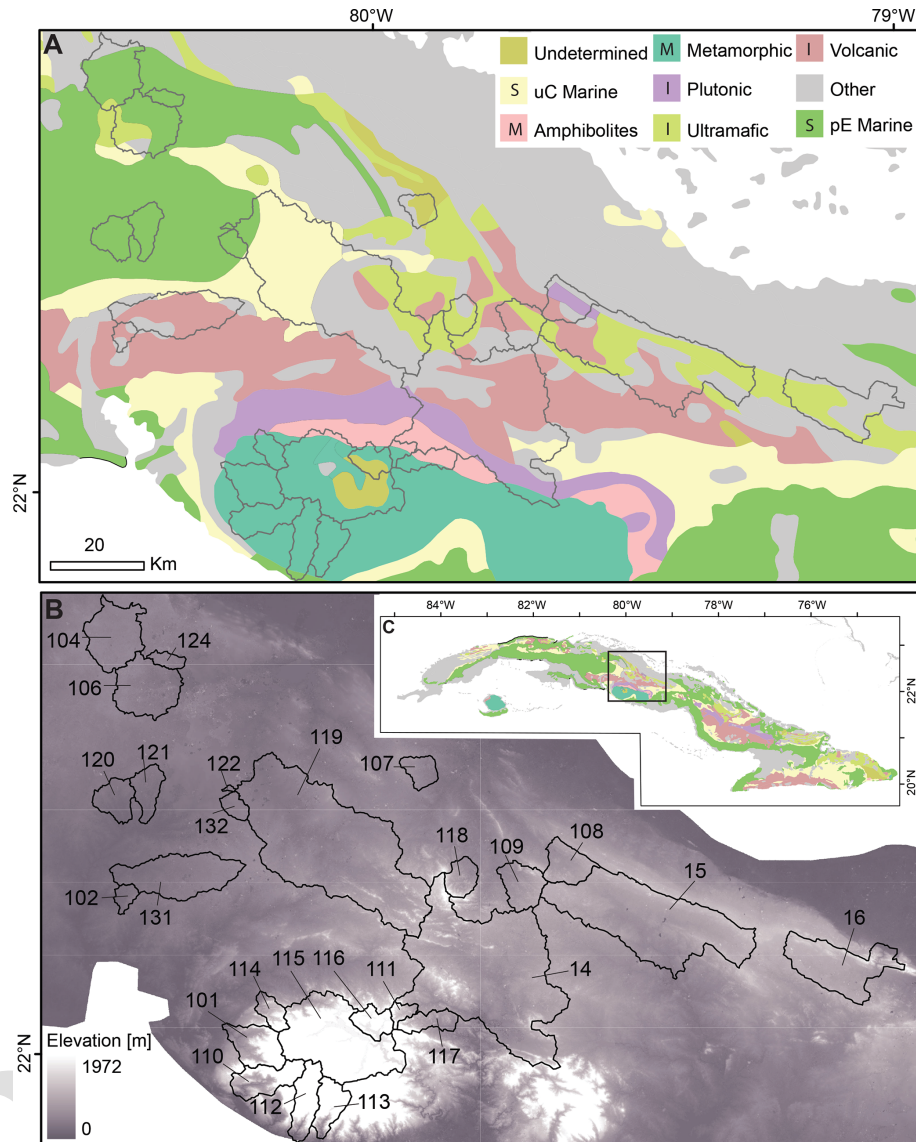 80°W 79°W
A
Undetermined M Metamorphic I Volcanic
S uC Marine I Plutonic Other
M Amphibolites I Ultramafic S pE Marine
22°N
20
Km
B
C
84°W 82°W 80°W 78°W 76°W
22°N
20°N
104 124
106
120 121 122 119 107
132
118 109 108 15
102 131 16
114 115 116 111 14
101
117
110
112 113
Elevation [m]
1972
0
22°N